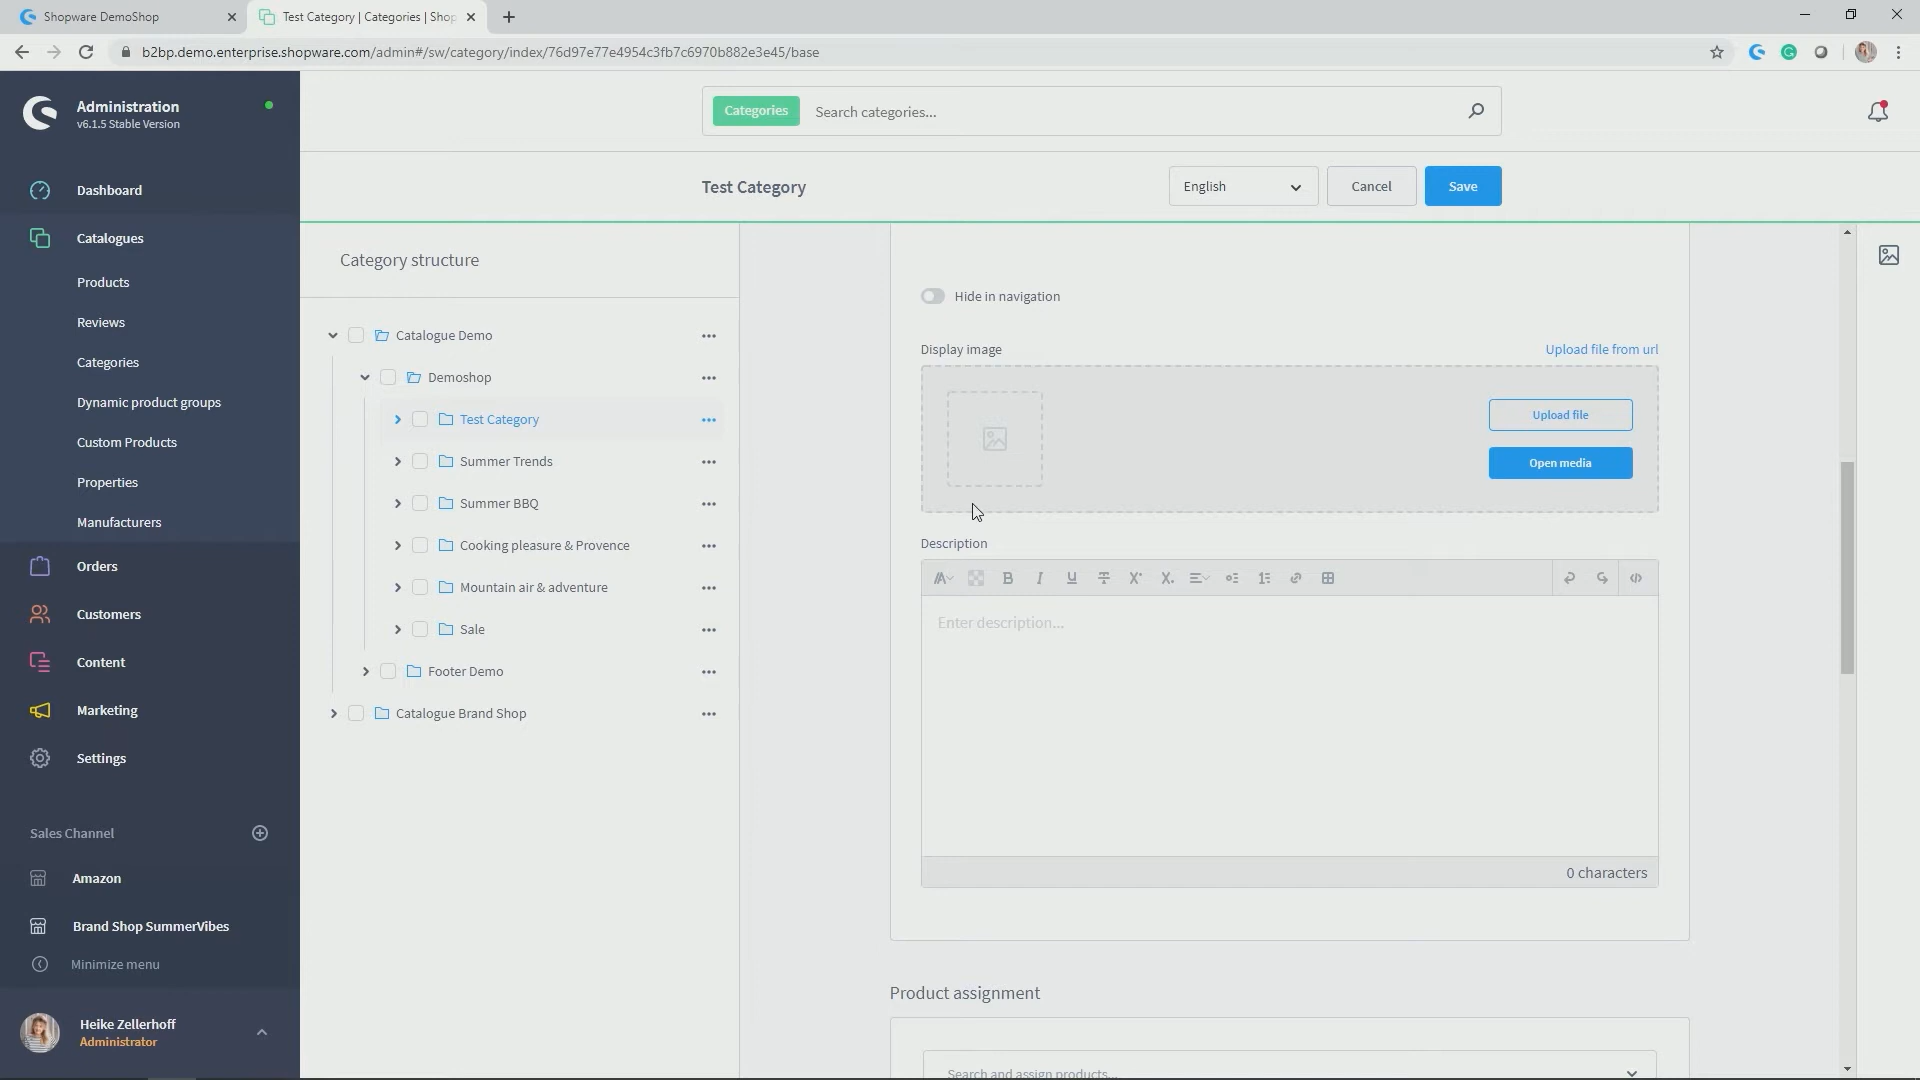 Shopware DemoShop
Test Category | Categories | Shop
b2bp.demo.enterprise.shopware.com/admin#/sw/category/index/76d97e77e4954c3fb7c6970b882e3e45/base
Administration
v6.1.5 Stable Version
Categories
Search categories...
Test Category
English
Cancel
Save
Dashboard
Catalogues
Products
Reviews
Categories
Dynamic product groups
Custom Products
Properties
Manufacturers
Orders
Customers
Content
Marketing
Settings
Sales Channel
Amazon
Brand Shop SummerVibes
Minimize menu
Heike Zellerhoff
Administrator
Category structure
Catalogue Demo
Demoshop
Test Category
Summer Trends
Summer BBQ
Cooking pleasure & Provence
Mountain air & adventure
Sale
Footer Demo
Catalogue Brand Shop
Hide in navigation
Display image
Upload file from url
Upload file
Open media
Description
Enter description...
0 characters
Product assignment
Search and assign products...